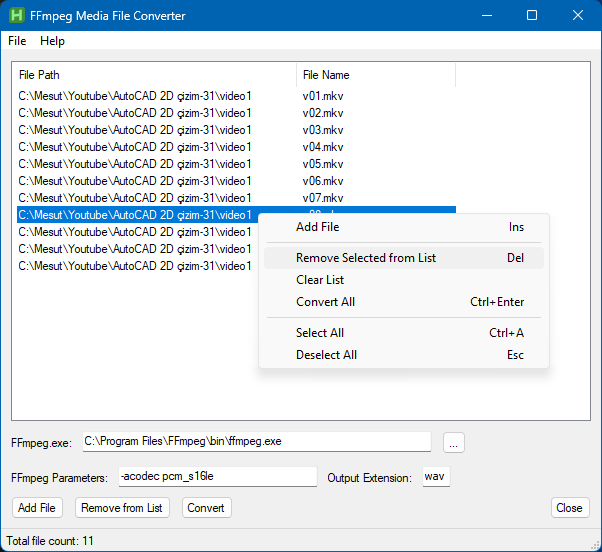 FFmpeg Media File Converter
File Help
File Path File Name
C:\Mesut\Youtube\AutoCAD 2D çizim-31\video1 v01.mkv
C:\Mesut\Youtube\AutoCAD 2D çizim-31\video1 v02.mkv
C:\Mesut\Youtube\AutoCAD 2D çizim-31\video1 v03.mkv
C:\Mesut\Youtube\AutoCAD 2D çizim-31\video1 v04.mkv
C:\Mesut\Youtube\AutoCAD 2D çizim-31\video1 v05.mkv
C:\Mesut\Youtube\AutoCAD 2D çizim-31\video1 v06.mkv
C:\Mesut\Youtube\AutoCAD 2D çizim-31\video1 v07.mkv
C:\Mesut\Youtube\AutoCAD 2D çizim-31\video1
C:\Mesut\Youtube\AutoCAD 2D çizim-31\video1
C:\Mesut\Youtube\AutoCAD 2D çizim-31\video1
C:\Mesut\Youtube\AutoCAD 2D çizim-31\video1
Add File Ins
Remove Selected from List Del
Clear List
Convert All Ctrl+Enter
Select All Ctrl+A
Deselect All Esc
FFmpeg.exe: C:\Program Files\FFmpeg\bin\ffmpeg.exe ...
FFmpeg Parameters: -acodec pcm_s16le Output Extension: wav
Add File Remove from List Convert Close
Total file count: 11